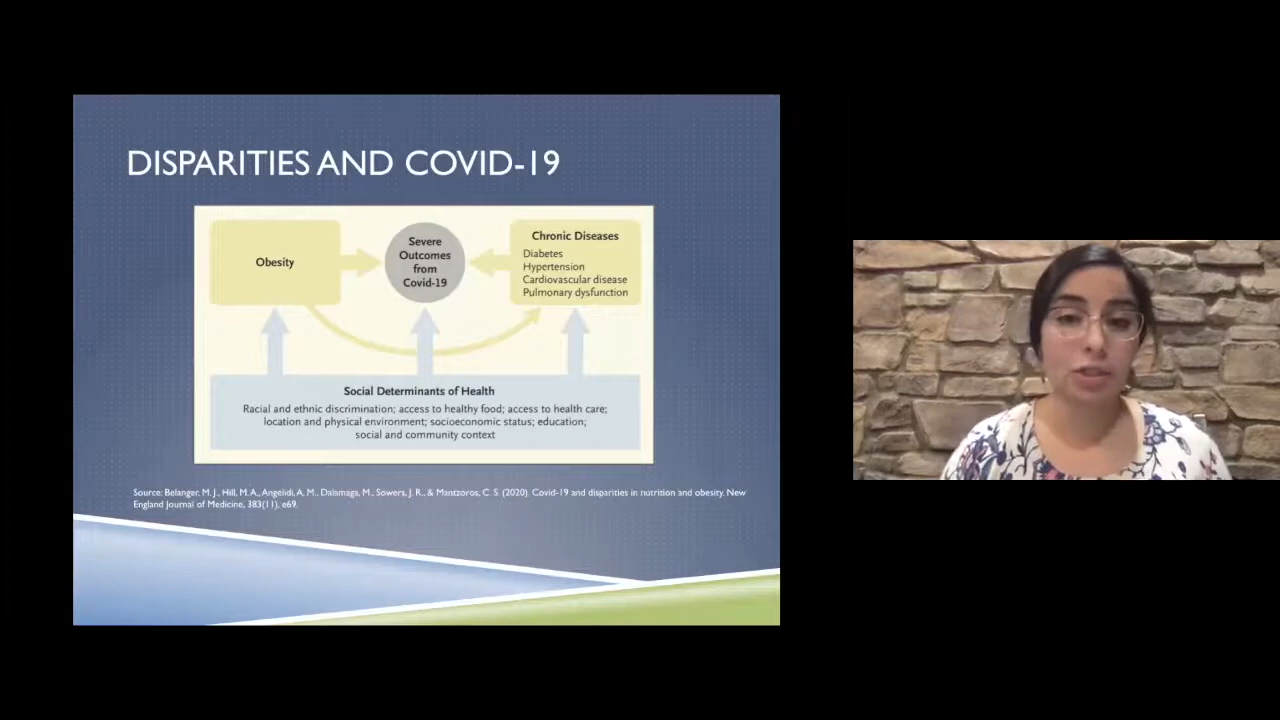 DISPARITIES AND COVID-19
Obesity
Severe
Outcomes
from
Covid-19
Chronic Diseases
Diabetes
Hypertension
Cardiovascular disease
Pulmonary dysfunction
Social Determinants of Health
Racial and ethnic discrimination; access to healthy food; access to health care;
location and physical environment; socioeconomic status; education;
social and community context
Source: Belanger, M. J., Hill, M. A., Angelidi, A. M., Dalamaga, M., Sowers, J. R., & Mantzoros, C. S. (2020). Covid-19 and disparities in nutrition and obesity. New
England Journal of Medicine, 383(11), e69.